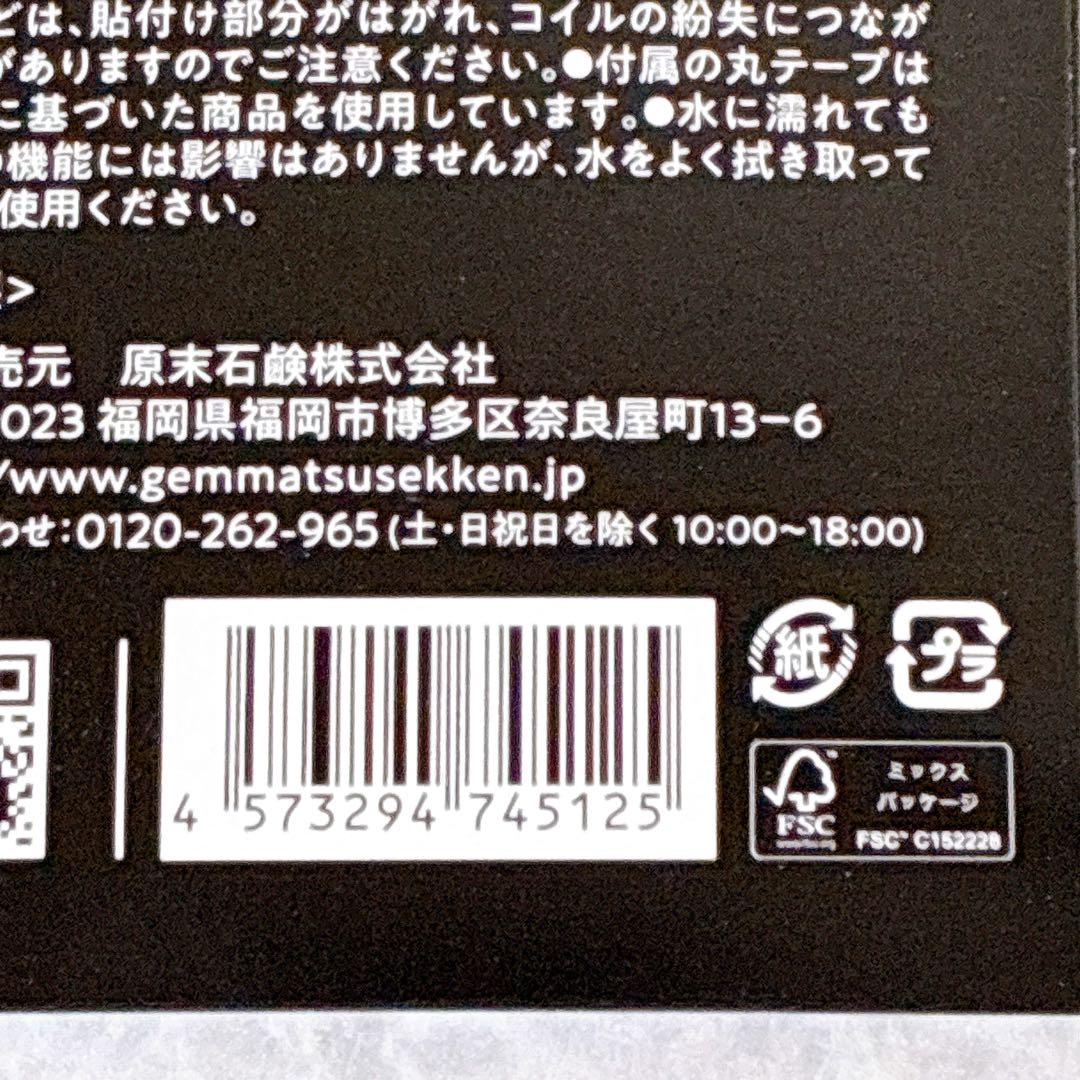 どは、貼付け部分がはがれ、コイルの紛失につなが
がありますのでご注意ください。●付属の丸テープは
に基づいた商品を使用しています。●水に濡れても
の機能には影響はありませんが、水をよく拭き取って
使用ください。
>
売元 原末石鹸株式会社
023 福岡県福岡市博多区奈良屋町13−6
/www.gemmatsusekken.jp
わせ:0120-262-965 (土・日祝日を除く 10:00〜18:00)
紙
プラ
4 573294 745125
FSC
ミックス
パッケージ
FSC™ C152228